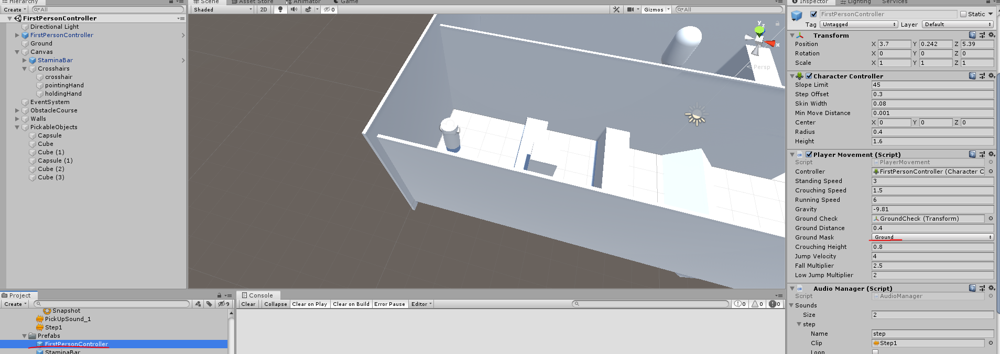 Hierarchy
Create
All
FirstPersonController
Directional Light
FirstPersonController
Ground
Canvas
StaminaBar
Crosshairs
crosshair
pointingHand
holdingHand
EventSystem
ObstacleCourse
Walls
PickableObjects
Capsule
Cube
Cube (1)
Capsule (1)
Cube (2)
Cube (3)
Scene Asset Store Animator Game
Shaded 2D 0 Gizmos All
y z
x
Persp
Inspector Lighting Services
FirstPersonController Static
Tag Untagged Layer Default
Transform
Position X 3.7 Y 0.242 Z 5.39
Rotation X 0 Y 0 Z 0
Scale X 1 Y 1 Z 1
Character Controller
Slope Limit 45
Step Offset 0.3
Skin Width 0.08
Min Move Distance 0.001
Center X 0 Y 0 Z 0
Radius 0.4
Height 1.6
Player Movement (Script)
Script PlayerMovement
Controller FirstPersonController (Character C
Standing Speed 3
Crouching Speed 1.5
Running Speed 6
Gravity -9.81
Ground Check GroundCheck (Transform)
Ground Distance 0.4
Ground Mask Ground
Crouching Height 0.8
Jump Velocity 4
Fall Multiplier 2.5
Low Jump Multiplier 2
Audio Manager (Script)
Script AudioManager
Sounds
Size 2
step
Name step
Clip Step1
Loop
Project
Create 9
Snapshot
PickUpSound_1
Step1
Prefabs
FirstPersonController
StaminaBar
Console
Clear Collapse Clear on Play Clear on Build Error Pause Editor 0 0 0